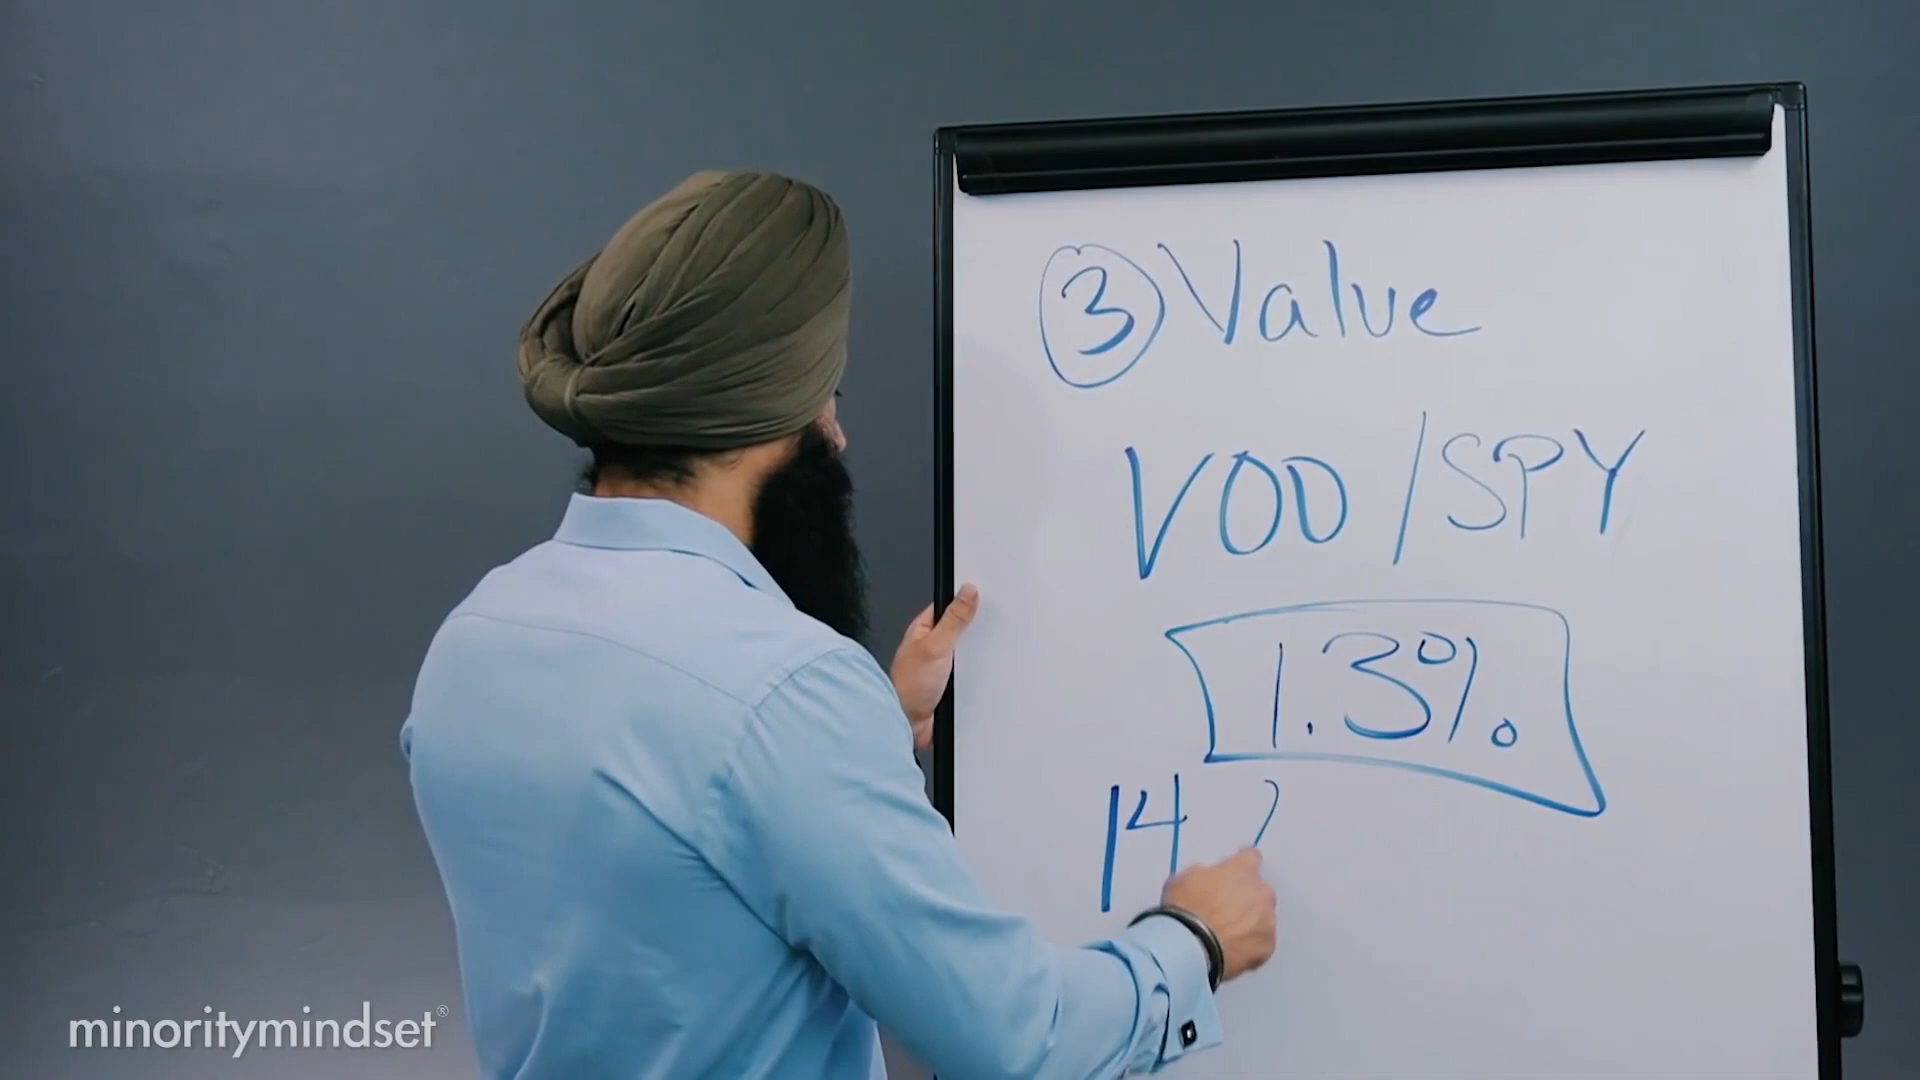 ③ Value
VOO / SPY
1.3%
14
minoritymindset®